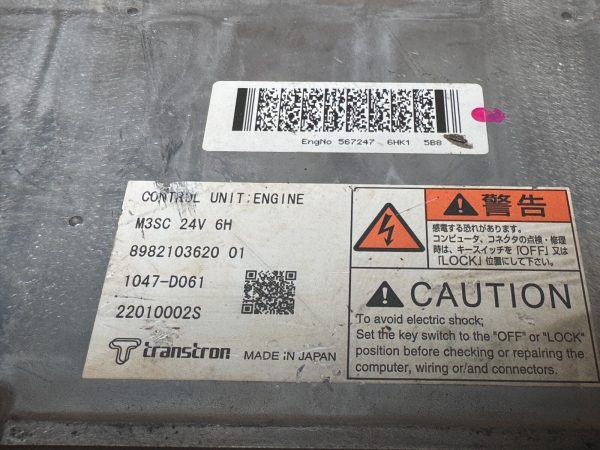 EngNo 567247 6HK1 5B8
CONTROL UNIT:ENGINE
M3SC 24V 6H
8982103620 01
1047-D061
22010002S
transtron MADE IN JAPAN
警告
感電する恐れがあります。
コンピュータ、コネクタの点検・修理
時は、キースイッチを「OFF」又は
「LOCK」位置にして下さい。
CAUTION
To avoid electric shock;
Set the key switch to the "OFF" or "LOCK"
position before checking or repairing the
computer, wiring or/and connectors.